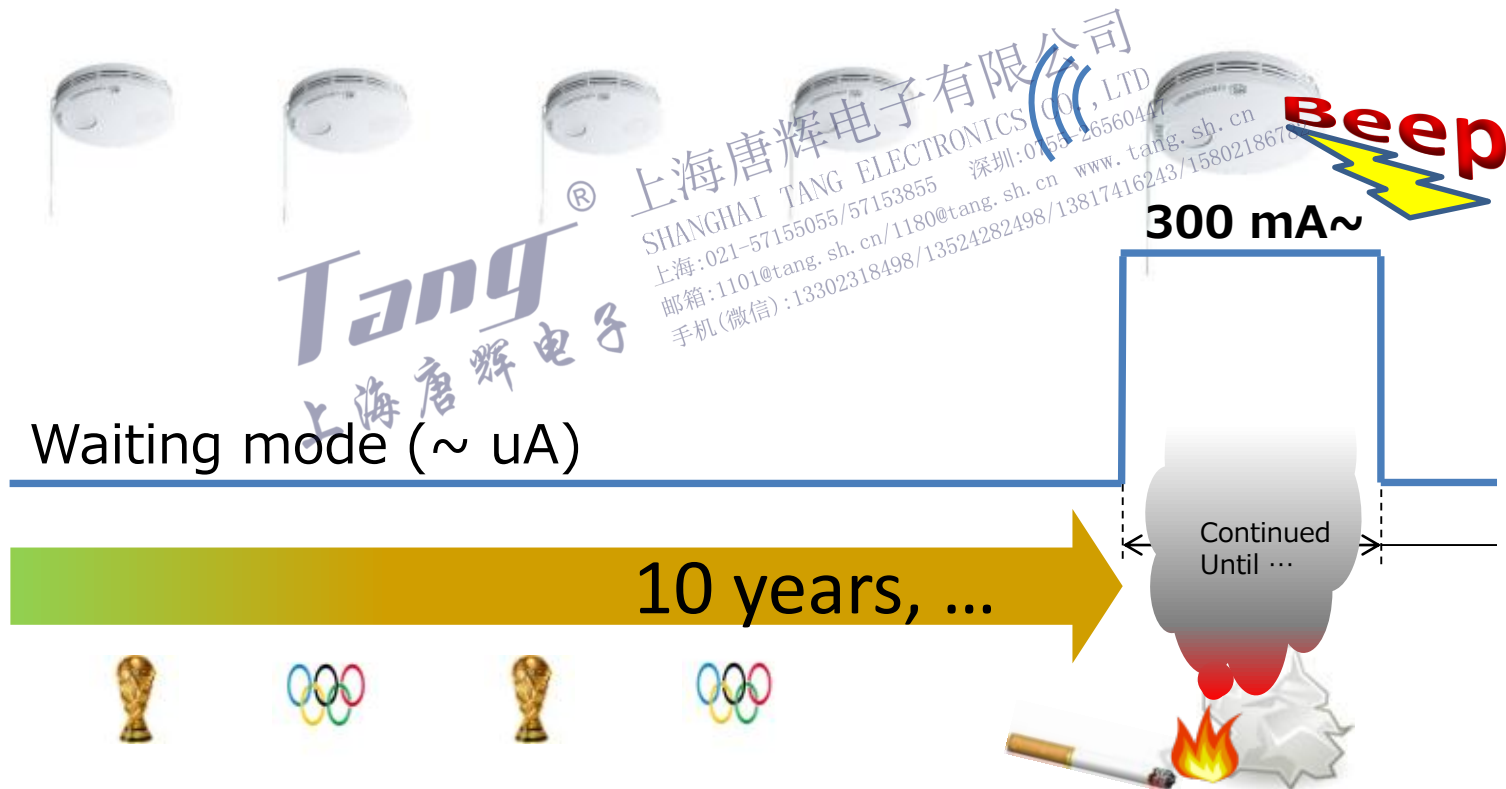 上海唐辉电子有限公司
SHANGHAI TANG ELECTRONICS CO.,LTD
上海:021-57155055/57153855 深圳:0755-26560447
邮箱:1101@tang.sh.cn/1180@tang.sh.cn www.tang.sh.cn
手机(微信):13302318498/13524282498/13817416243/15802186782
Tang®
上海唐辉电子
Beep
300 mA~
Waiting mode (~ uA)
Continued
Until …
10 years, …